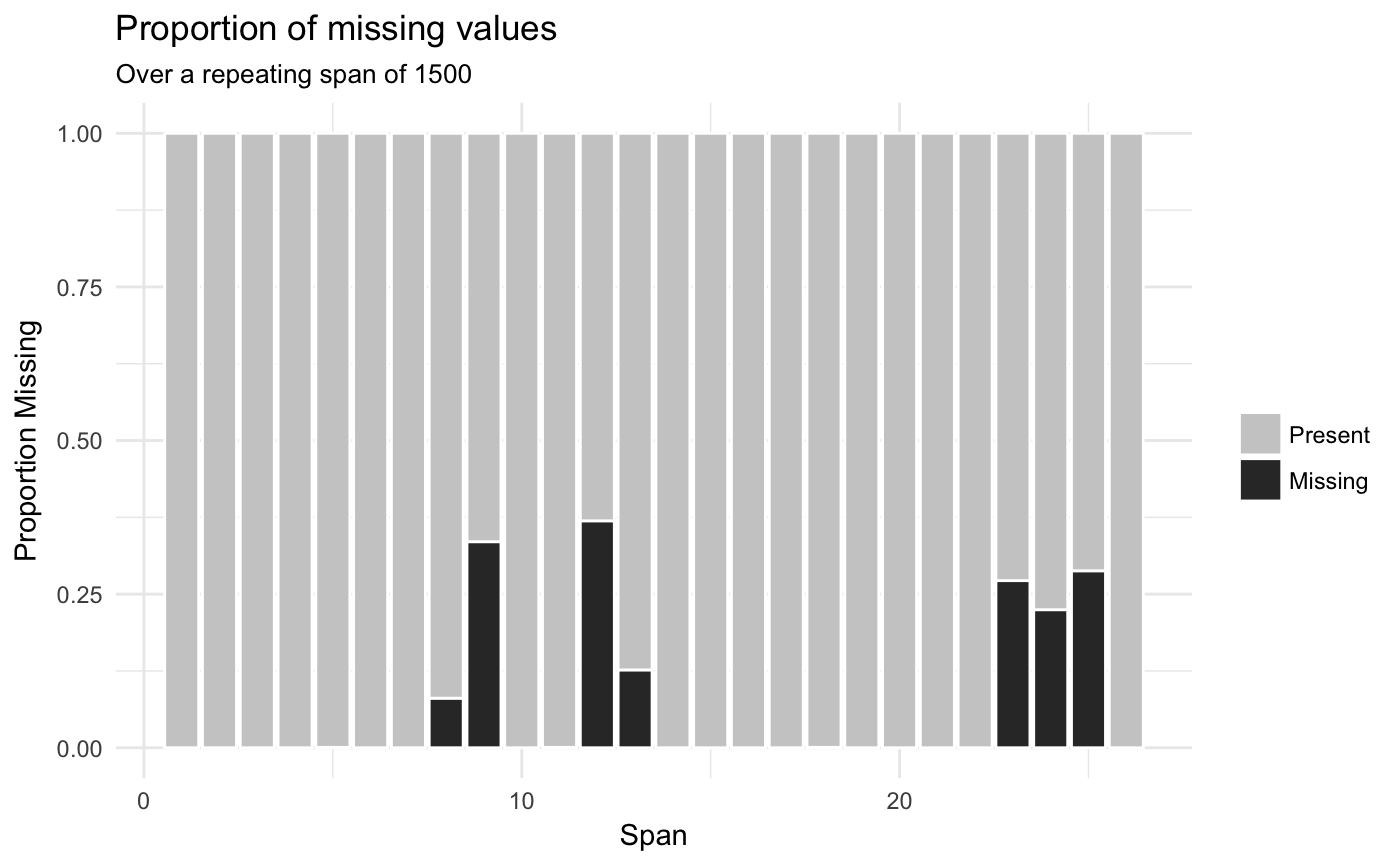 Proportion of missing values
Over a repeating span of 1500
1.00
0.75
0.50
0.25
0.00
Proportion Missing
0
10
20
Span
Present
Missing